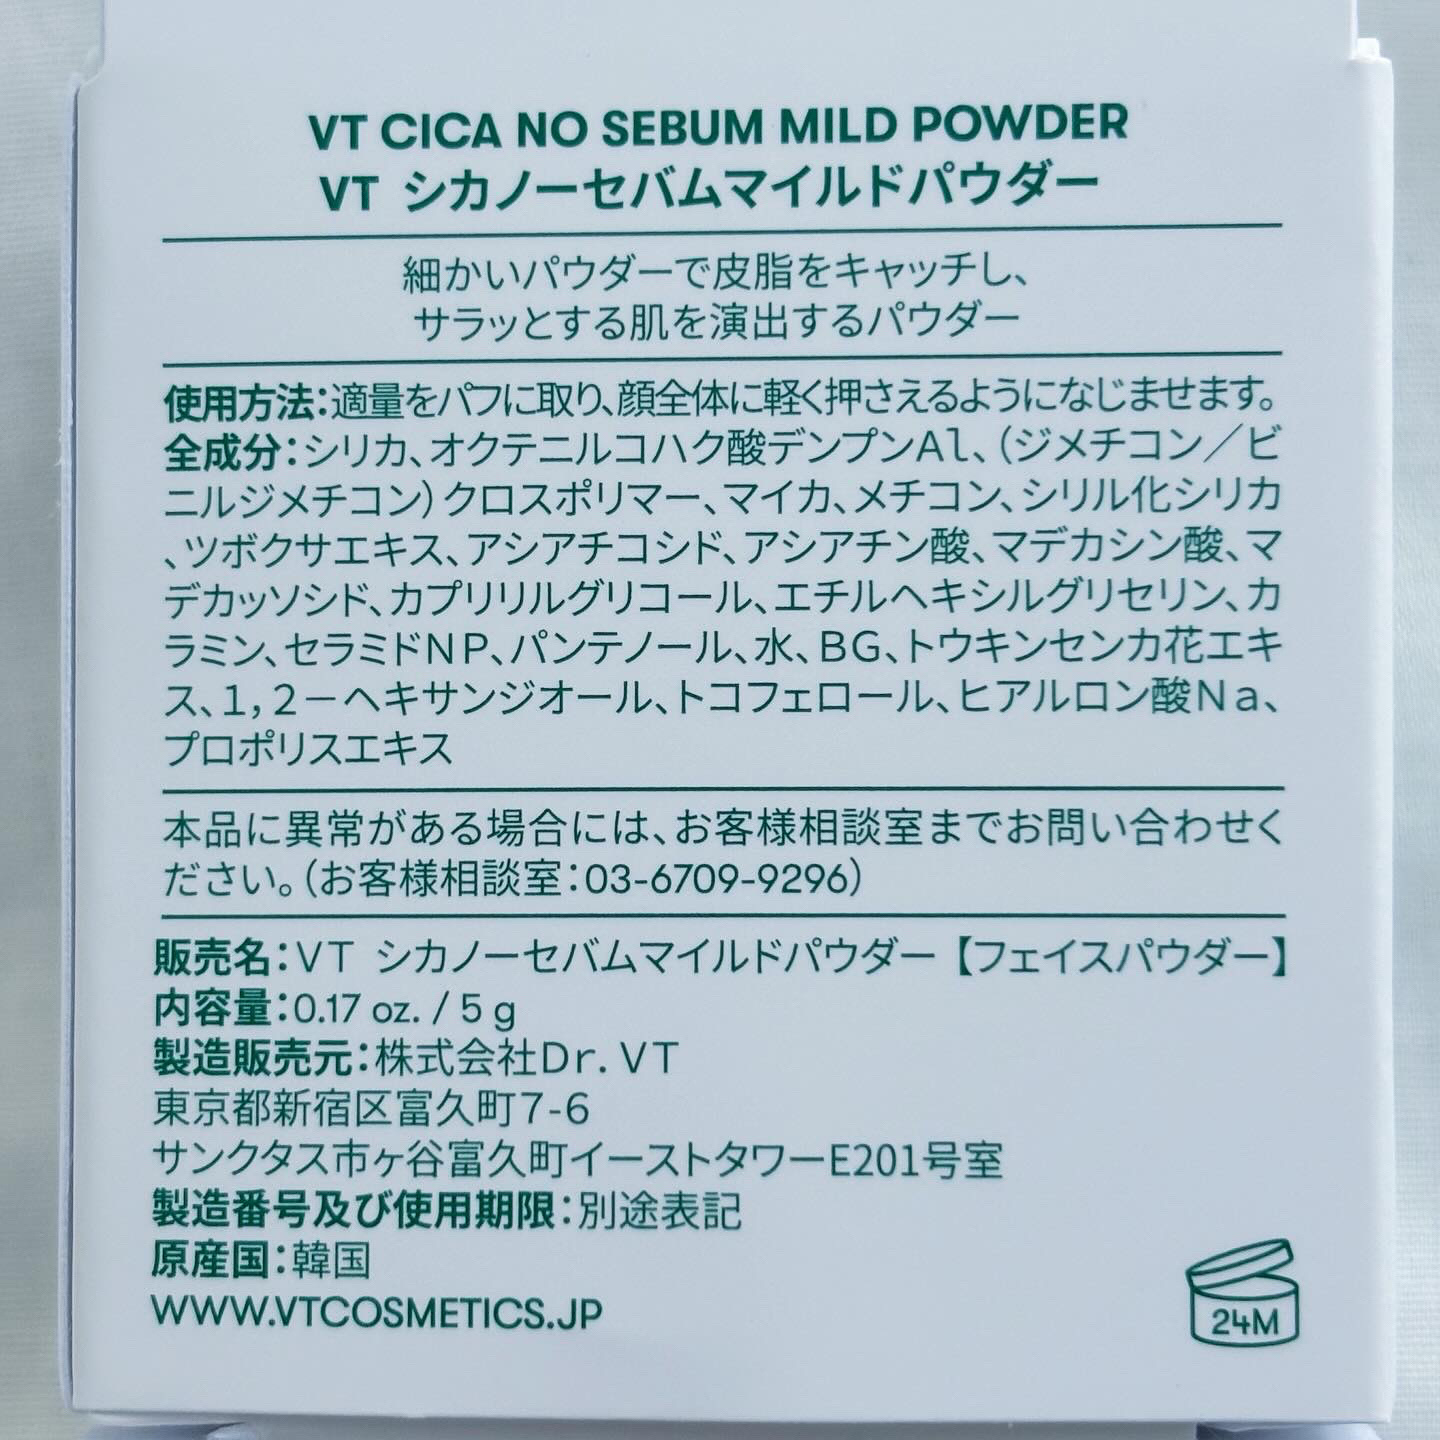 VT CICA NO SEBUM MILD POWDER
VT シカノーセバムマイルドパウダー
細かいパウダーで皮脂をキャッチし、
サラッとする肌を演出するパウダー
使用方法：適量をパフに取り、顔全体に軽く押さえるようになじませます。
全成分：シリカ、オクテニルコハク酸デンプンAl、（ジメチコン／ビ
ニルジメチコン）クロスポリマー、マイカ、メチコン、シリル化シリカ
、ツボクサエキス、アシアチコシド、アシアチン酸、マデカシン酸、マ
デカッソシド、カプリリルグリコール、エチルヘキシルグリセリン、カ
ラミン、セラミドNP、パンテノール、水、BG、トウキンセンカ花エキ
ス、1，2－ヘキサンジオール、トコフェロール、ヒアルロン酸Na、
プロポリスエキス
本品に異常がある場合には、お客様相談室までお問い合わせく
ださい。（お客様相談室：03-6709-9296）
販売名：VT シカノーセバムマイルドパウダー【フェイスパウダー】
内容量：0.17 oz. / 5 g
製造販売元：株式会社Dr. VT
東京都新宿区富久町7-6
サンクタス市ヶ谷富久町イーストタワーE201号室
製造番号及び使用期限：別途表記
原産国：韓国
WWW.VTCOSMETICS.JP
24M